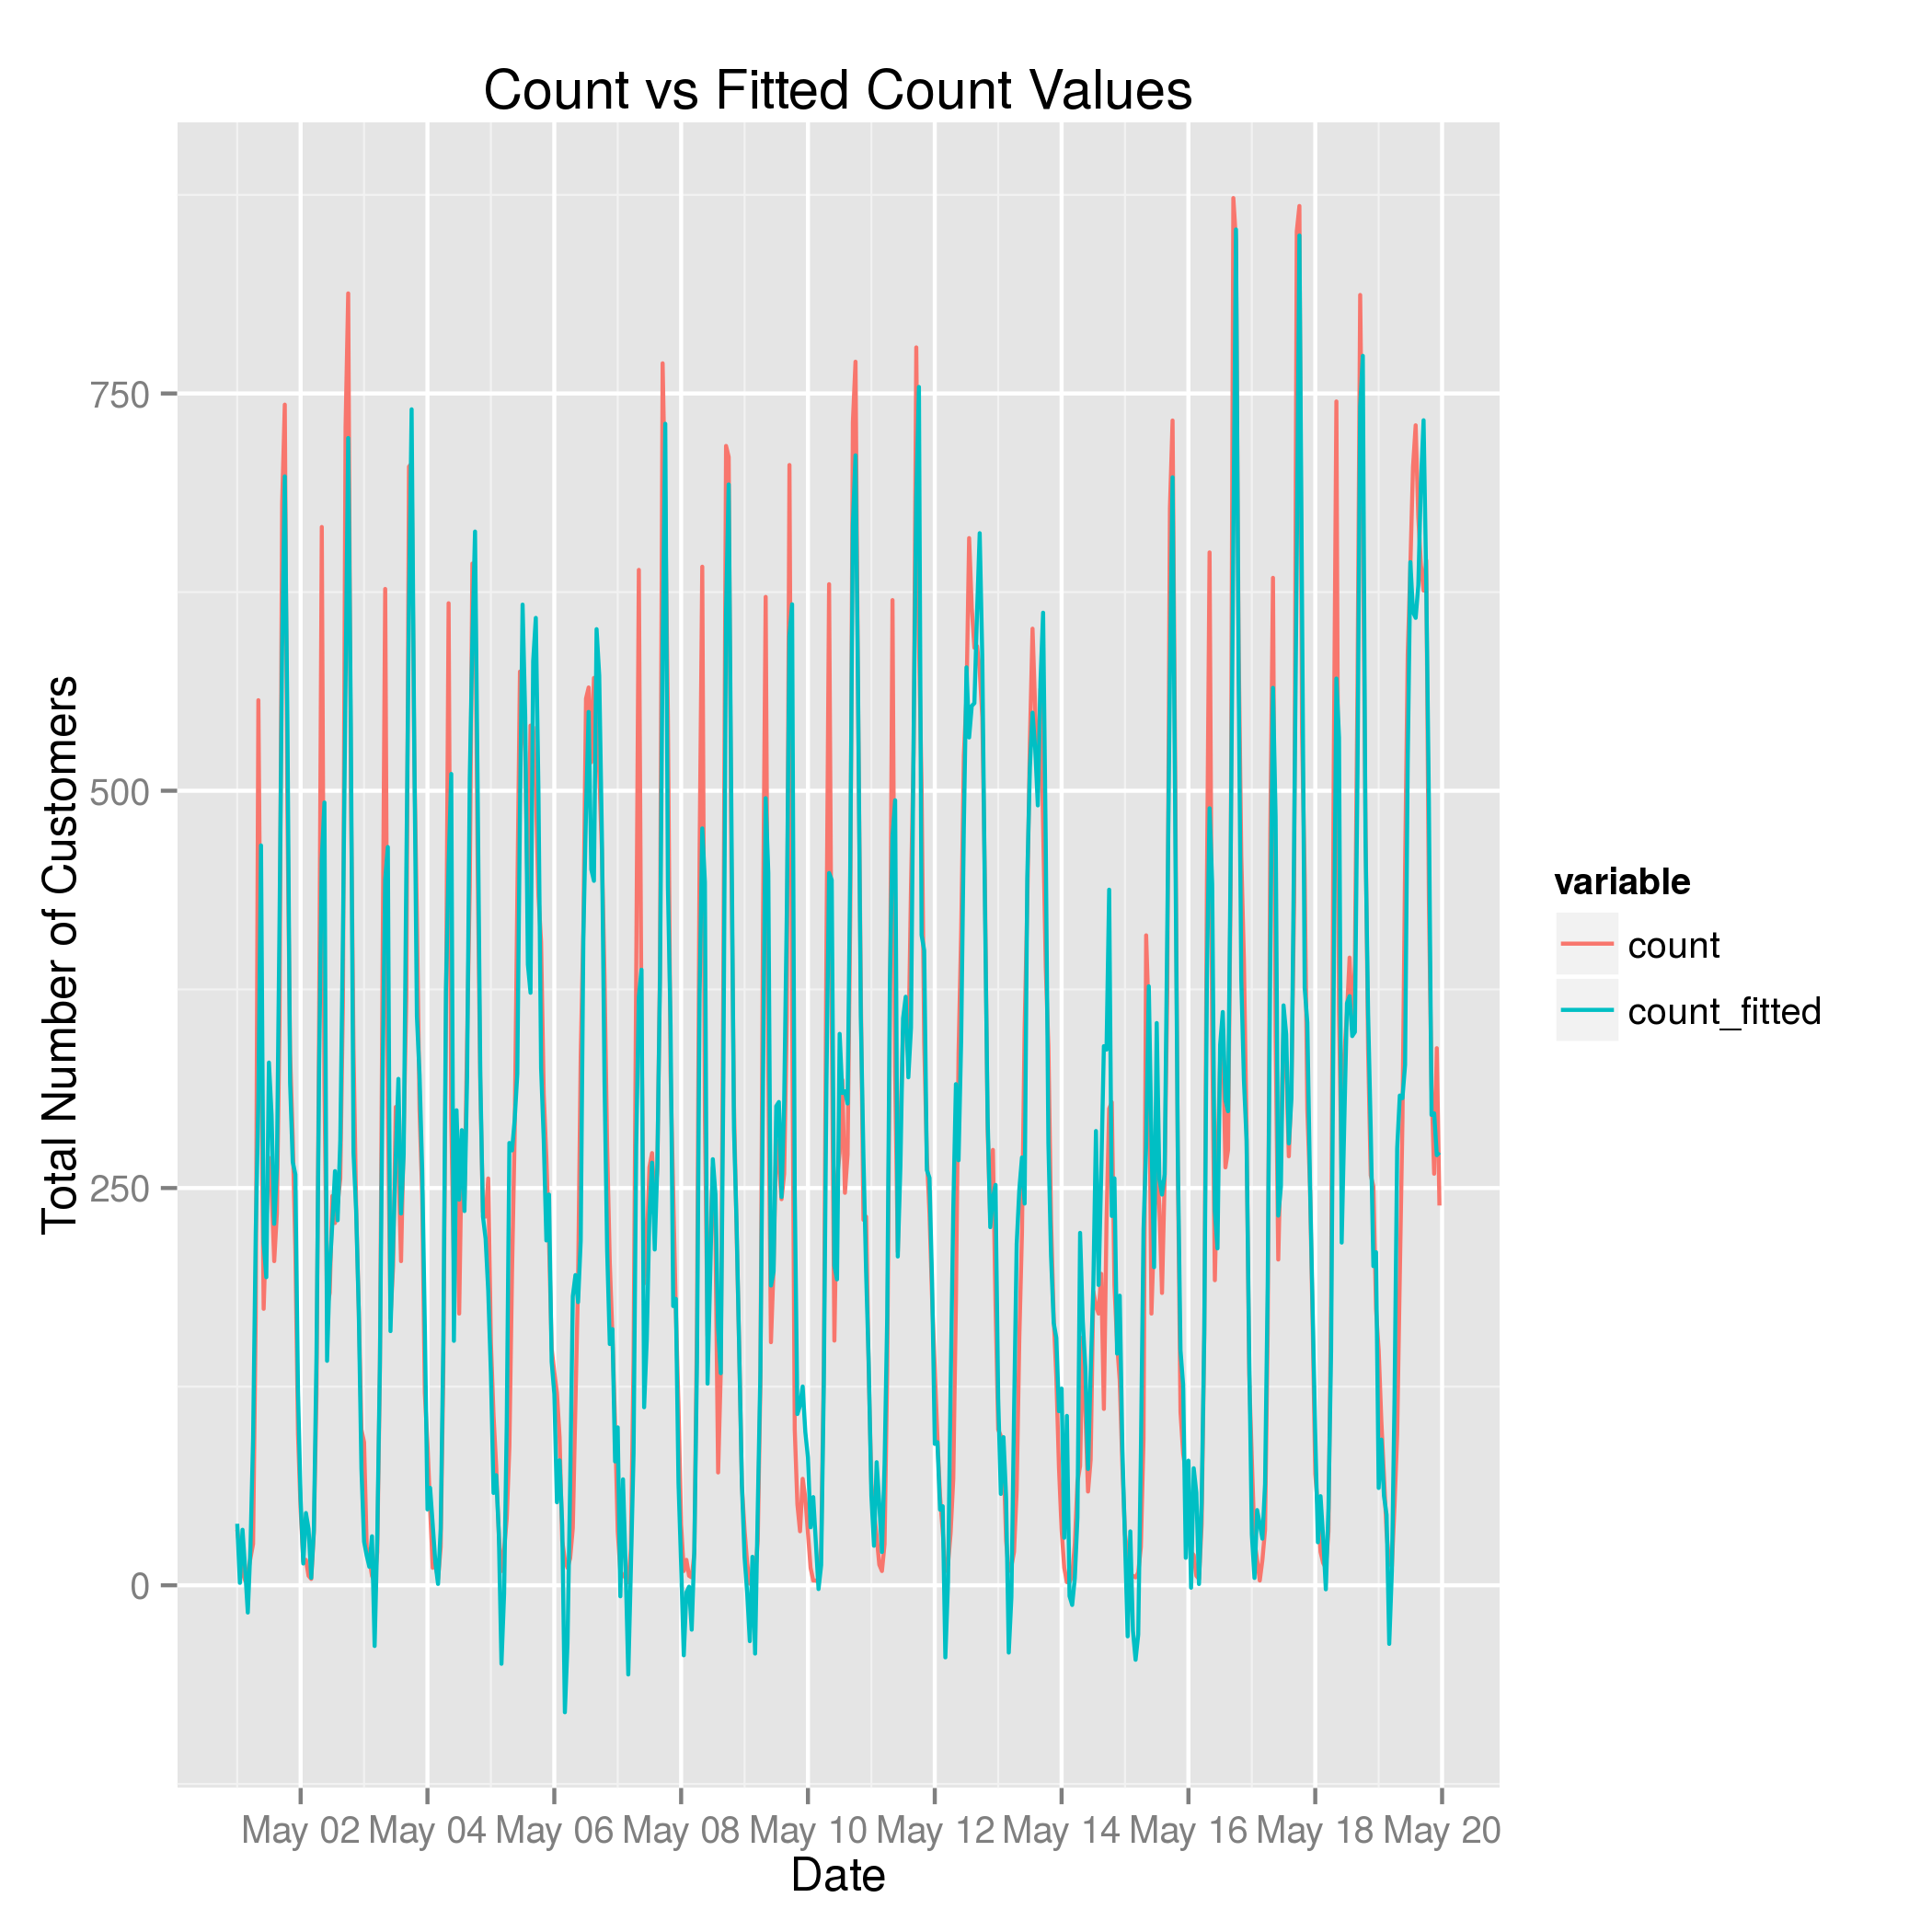 Count vs Fitted Count Values
Total Number of Customers
750
500
250
0
May 02 May 04 May 06 May 08 May 10 May 12 May 14 May 16 May 18 May 20
Date
variable
count
count_fitted